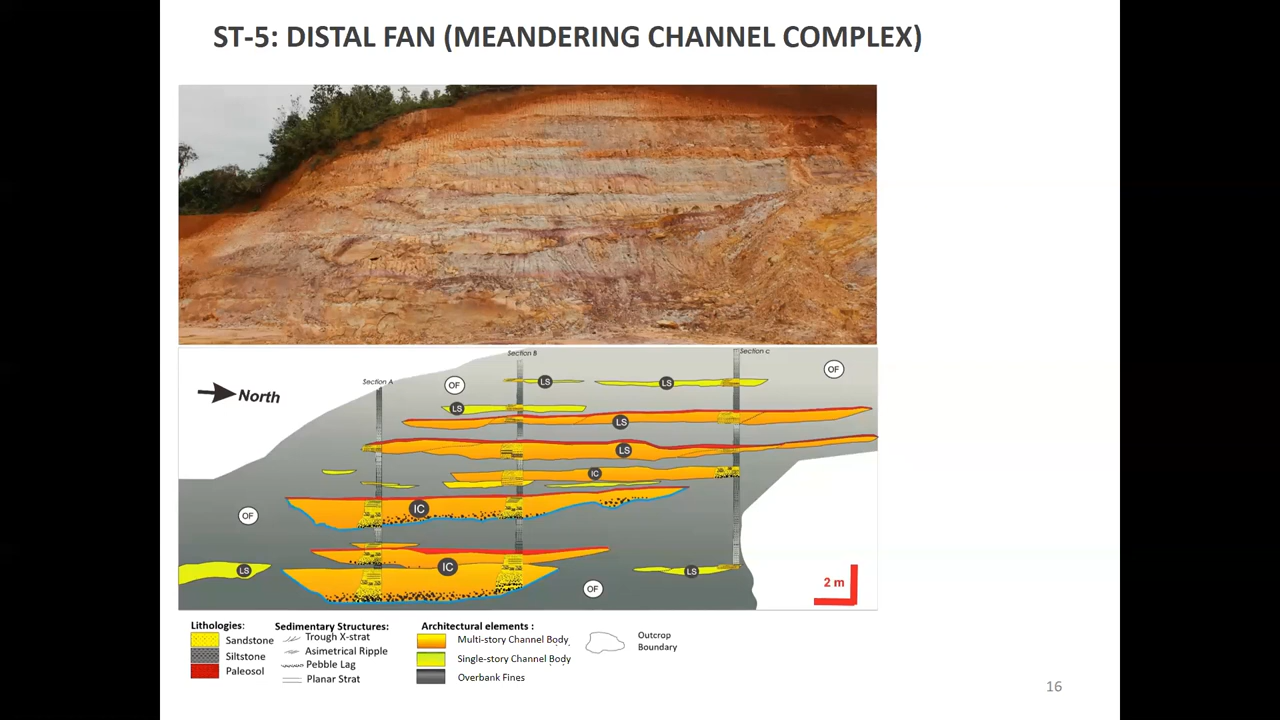 ST-5: DISTAL FAN (MEANDERING CHANNEL COMPLEX)
Section B
Section C
Section A
OF
LS
LS
OF
North
LS
LS
LS
IC
IC
OF
IC
LS
LS
OF
2 m
Lithologies:
Sandstone
Siltstone
Paleosol
Sedimentary Structures:
Trough X-strat
Asimetrical Ripple
Pebble Lag
Planar Strat
Architectural elements :
Multi-story Channel Body
Single-story Channel Body
Overbank Fines
Outcrop
Boundary
16